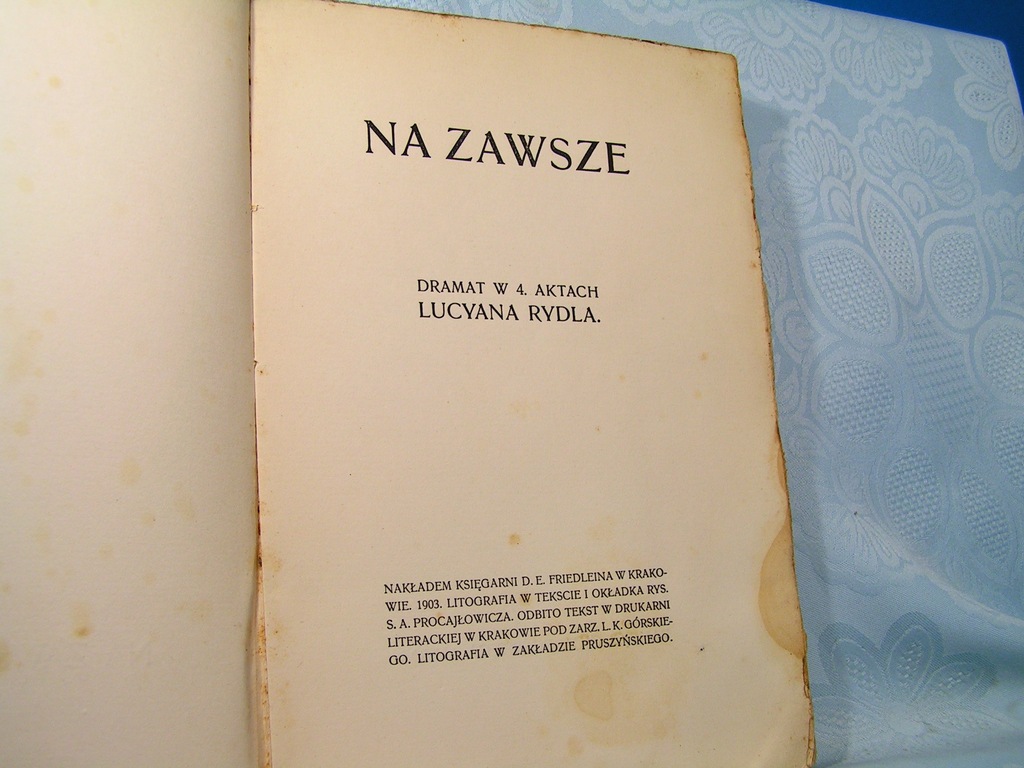 NA ZAWSZE
DRAMAT W 4. AKTACH
LUCYANA RYDLA.
NAKŁADEM KSIĘGARNI D. E. FRIEDLEINA W KRAKO-
WIE. 1903. LITOGRAFIA W TEKSCIE I OKŁADKA RYS.
S. A. PROCAJŁOWICZA. ODBITO TEKST W DRUKARNI
LITERACKIEJ W KRAKOWIE POD ZARZ. L. K. GÓRSKIE-
GO. LITOGRAFIA W ZAKŁADZIE PRUSZYŃSKIEGO.